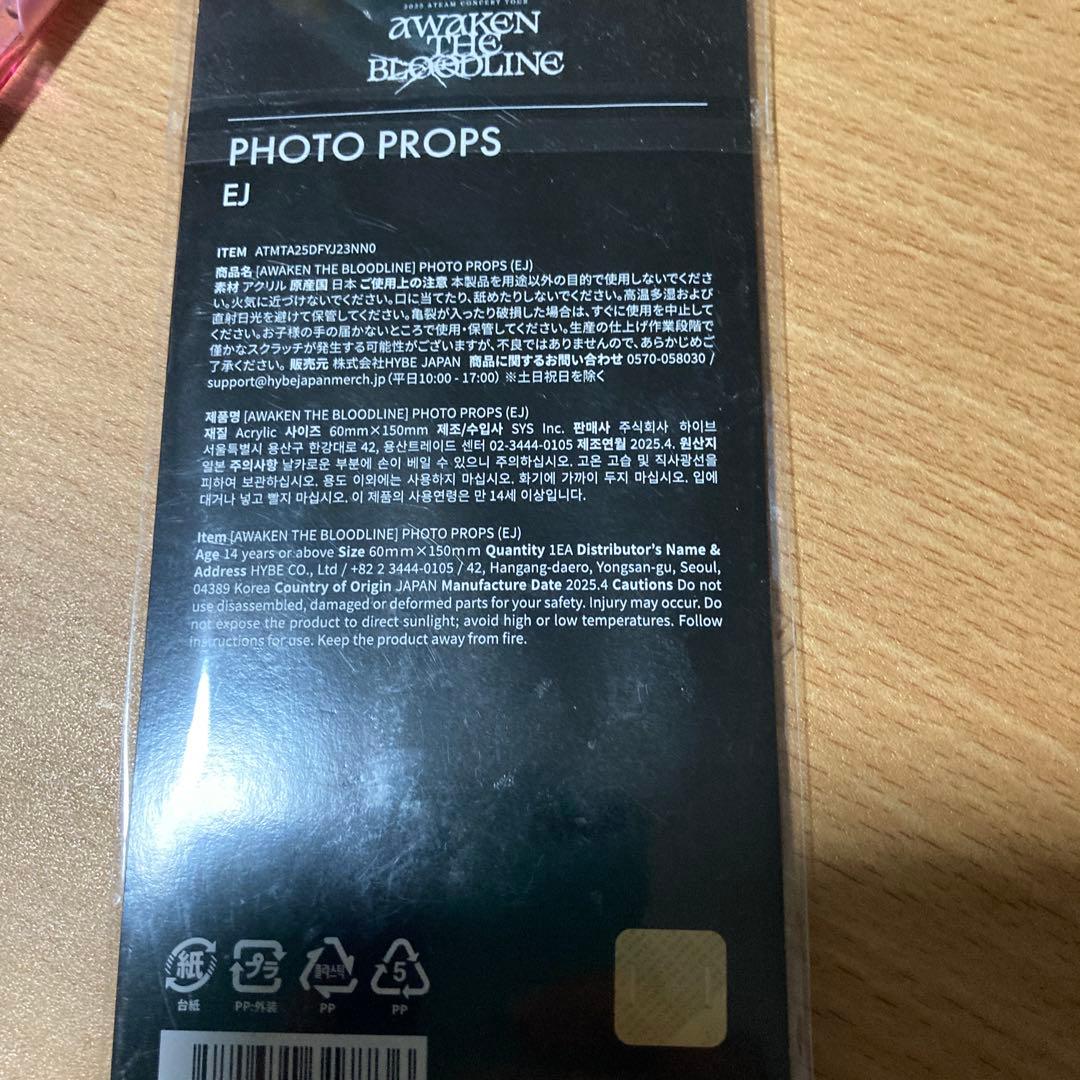 2025 &TEAM CONCERT TOUR
AWAKEN
THE
BLOODLINE
PHOTO PROPS
EJ
ITEM ATMTA25DFYJ23NN0
商品名 [AWAKEN THE BLOODLINE] PHOTO PROPS (EJ)
素材 アクリル 原産国 日本 ご使用上の注意 本製品を用途以外の目的で使用しないでくださ
い。火気に近づけないでください。口に当てたり、舐めたりしないでください。高温多湿および
直射日光を避けて保管してください。亀裂が入ったり破損した場合は、すぐに使用を中止して
ください。お子様の手の届かないところで使用・保管してください。生産の仕上げ作業段階で
僅かなスクラッチが発生する可能性がございますが、不良ではありませんので、あらかじめご
了承ください。 販売元 株式会社HYBE JAPAN 商品に関するお問い合わせ 0570-058030 /
support@hybejapanmerch.jp (平日10:00 - 17:00) ※土日祝日を除く
제품명 [AWAKEN THE BLOODLINE] PHOTO PROPS (EJ)
재질 Acrylic 사이즈 60mm×150mm 제조/수입사 SYS Inc. 판매사 주식회사 하이브
서울특별시 용산구 한강대로 42, 용산트레이드 센터 02-3444-0105 제조연월 2025.4. 원산지
일본 주의사항 날카로운 부분에 손이 베일 수 있으니 주의하십시오. 고온 고습 및 직사광선을
피하여 보관하십시오. 용도 이외에는 사용하지 마십시오. 화기에 가까이 두지 마십시오. 입에
대거나 넣고 빨지 마십시오. 이 제품의 사용연령은 만 14세 이상입니다.
Item [AWAKEN THE BLOODLINE] PHOTO PROPS (EJ)
Age 14 years or above Size 60mm×150mm Quantity 1EA Distributor's Name &
Address HYBE CO., Ltd / +82 2 3444-0105 / 42, Hangang-daero, Yongsan-gu, Seoul,
04389 Korea Country of Origin JAPAN Manufacture Date 2025.4 Cautions Do not
use disassembled, damaged or deformed parts for your safety. Injury may occur. Do
not expose the product to direct sunlight; avoid high or low temperatures. Follow
instructions for use. Keep the product away from fire.
紙 プラ 플라스틱 5
台紙 PP:外装 PP PP